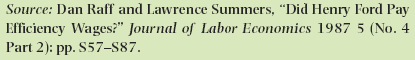 Source: Dan Raff and Lawrence Summers, “Did Henry Ford Pay
Efficiency Wages?” Journal of Labor Economics 1987 5 (No. 4
Part 2): pp. S57–S87.